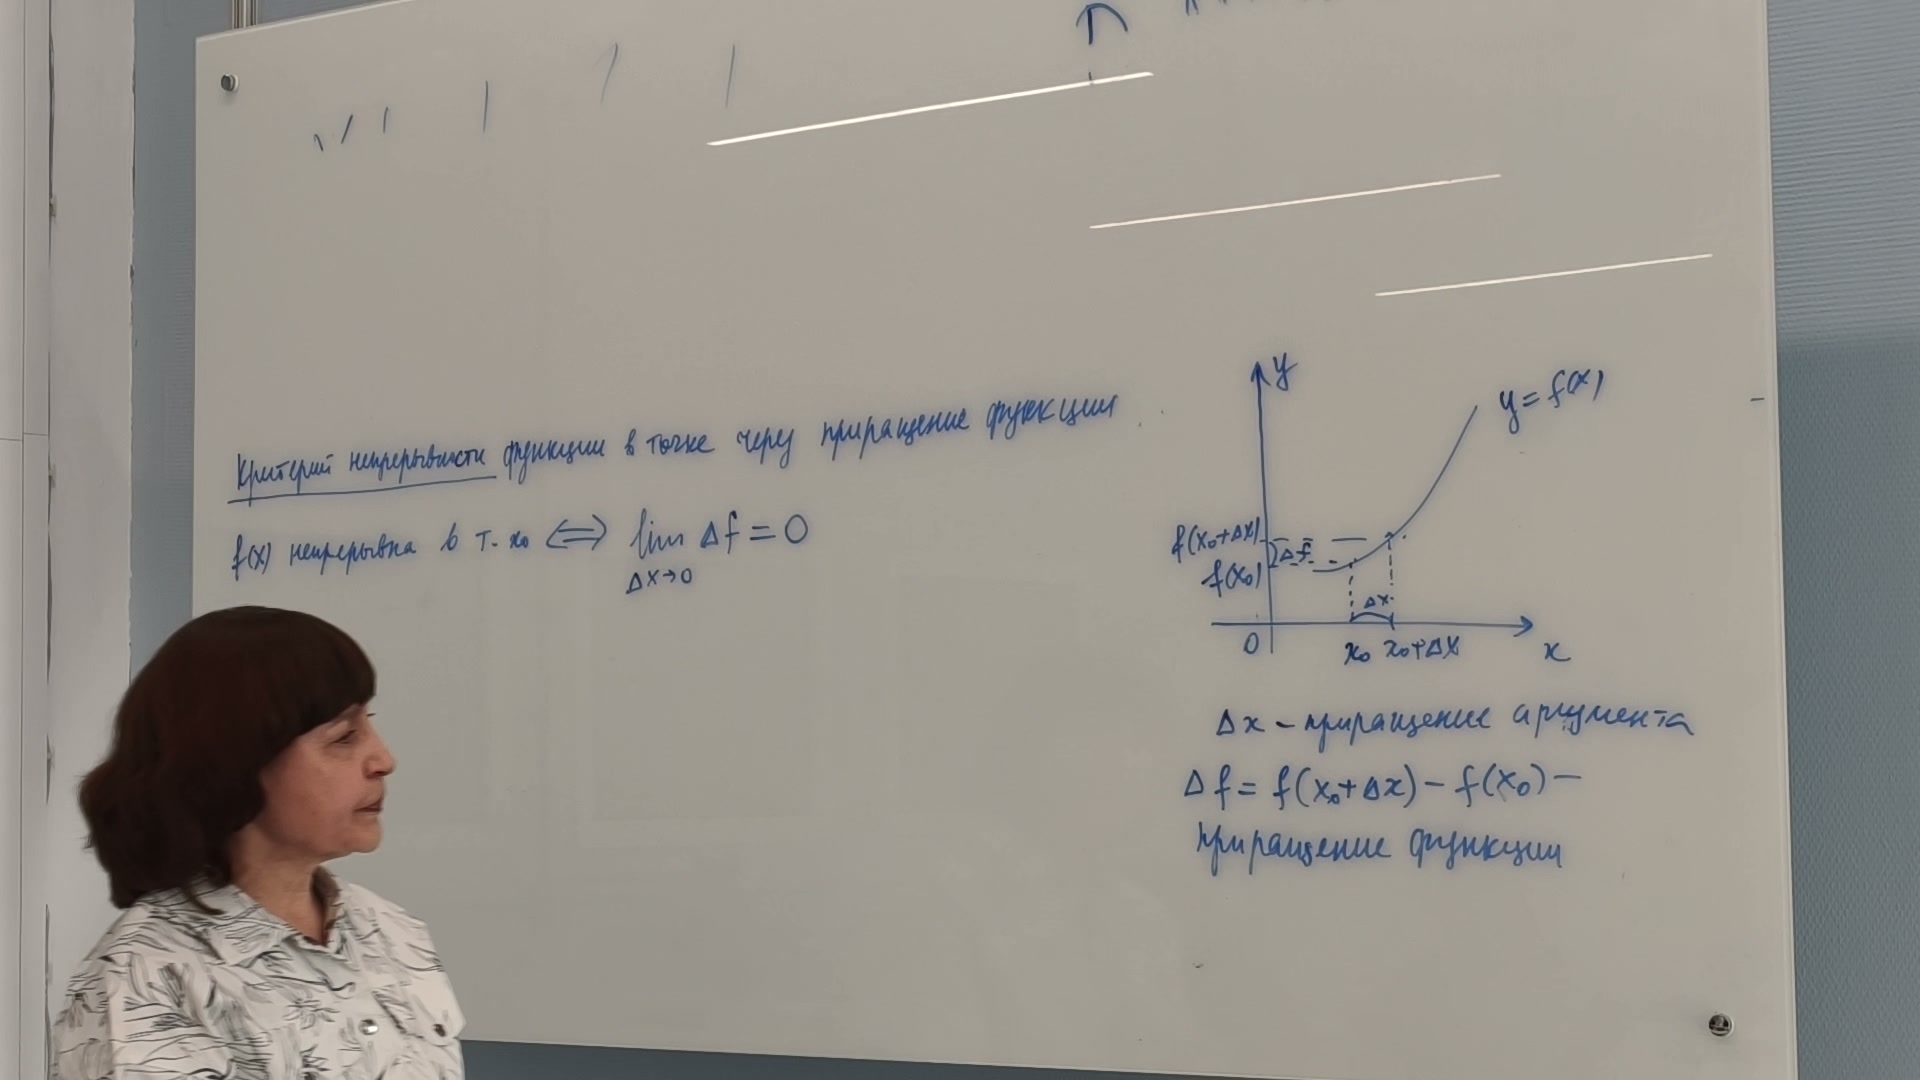 Критерий непрерывности функции в точке через приращение функции
f(x) непрерывна в т. x₀ ⟺ lim Δf = 0
Δx→0
y
y = f(x)
f(x₀+Δx)
Δf
f(x₀)
Δx
0
x₀
x₀+Δx
x
Δx – приращение аргумента
Δf = f(x₀+Δx) – f(x₀) –
приращение функции